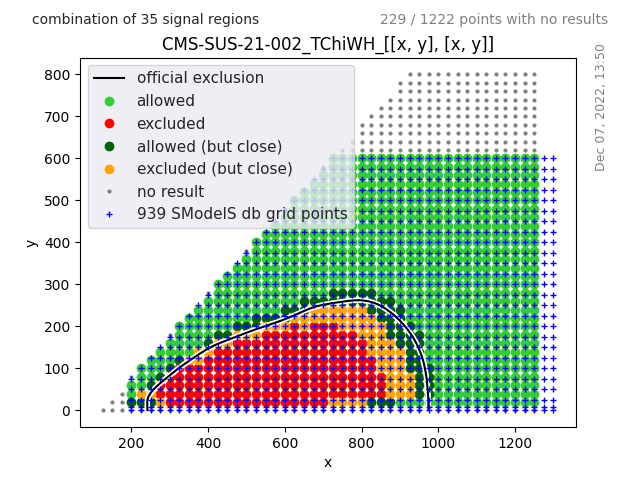 combination of 35 signal regions
229 / 1222 points with no results
CMS-SUS-21-002_TChiWH_[[x, y], [x, y]]
Dec 07, 2022, 13:50
official exclusion
allowed
excluded
allowed (but close)
excluded (but close)
no result
939 SModelS db grid points
y
800
700
600
500
400
300
200
100
0
200 400 600 800 1000 1200
x